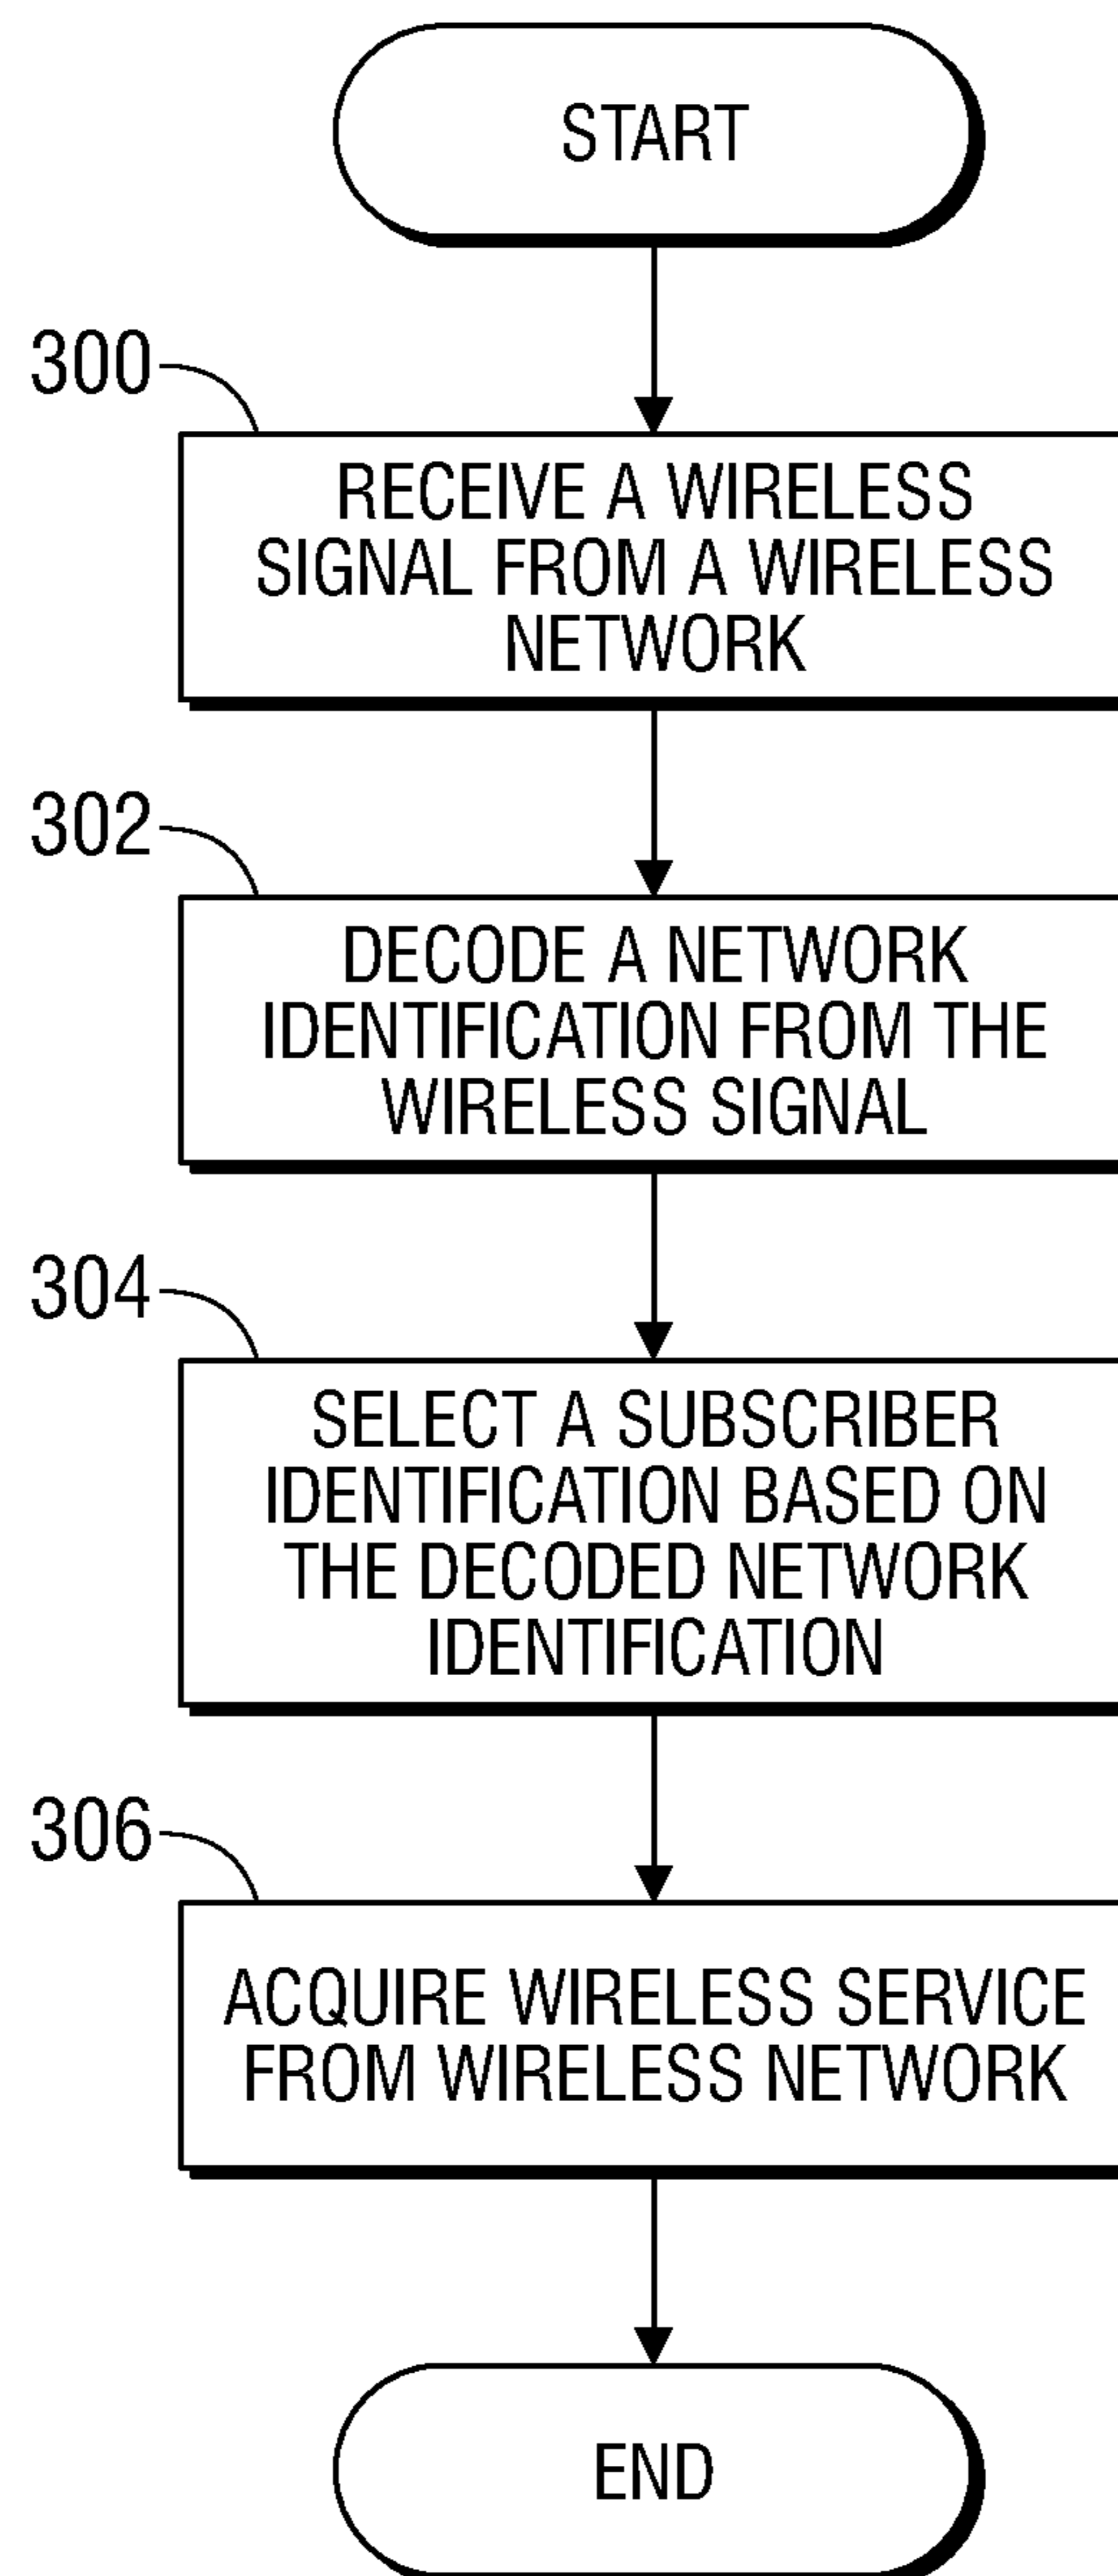 START
300
RECEIVE A WIRELESS
SIGNAL FROM A WIRELESS
NETWORK
302
DECODE A NETWORK
IDENTIFICATION FROM THE
WIRELESS SIGNAL
304
SELECT A SUBSCRIBER
IDENTIFICATION BASED ON
THE DECODED NETWORK
IDENTIFICATION
306
ACQUIRE WIRELESS SERVICE
FROM WIRELESS NETWORK
END